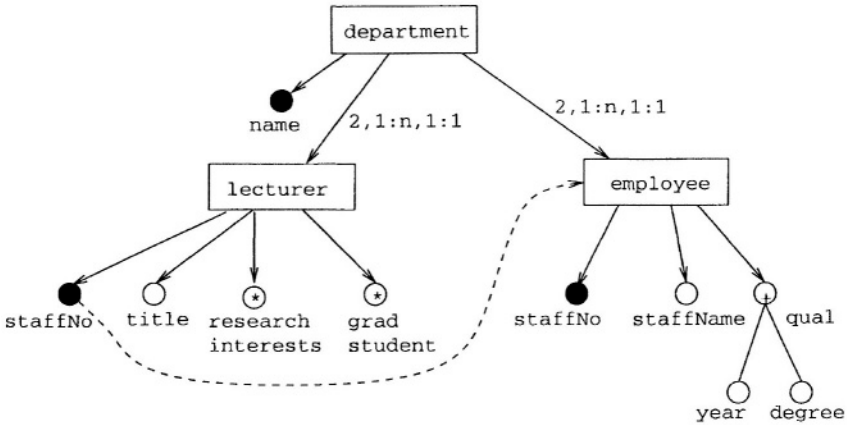 department
name
2,1:n,1:1
2,1:n,1:1
lecturer
employee
staffNo
title
research
interests
*
*
grad
student
staffNo
staffName
+
qual
year
degree